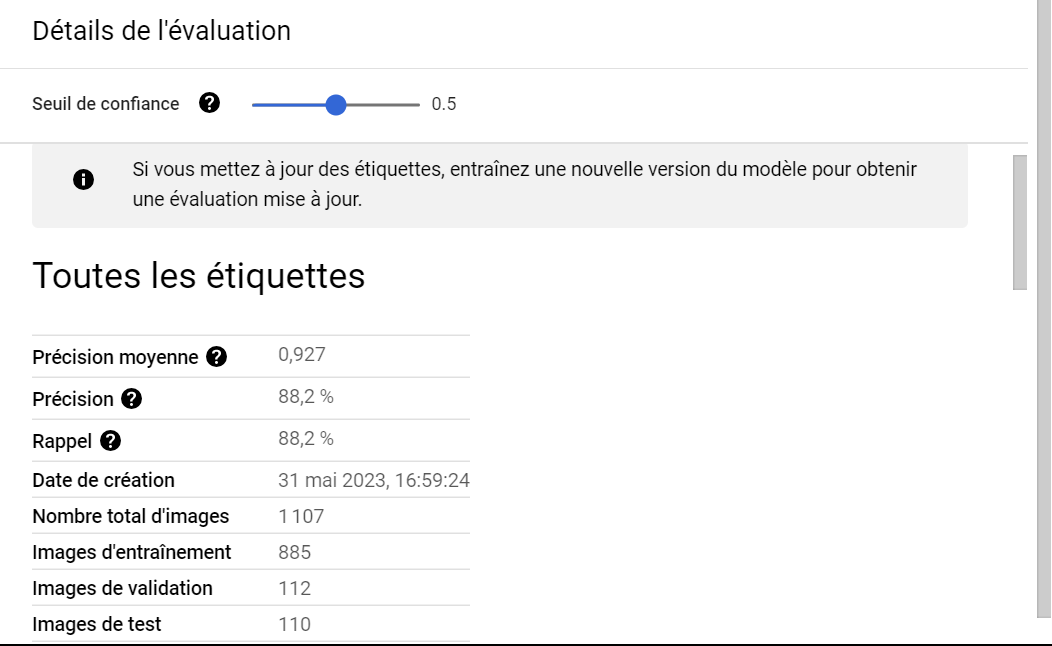 Détails de l'évaluation
Seuil de confiance ? 0.5
Si vous mettez à jour des étiquettes, entraînez une nouvelle version du modèle pour obtenir
une évaluation mise à jour.
Toutes les étiquettes
Précision moyenne ? 0,927
Précision ? 88,2 %
Rappel ? 88,2 %
Date de création 31 mai 2023, 16:59:24
Nombre total d'images 1 107
Images d'entraînement 885
Images de validation 112
Images de test 110